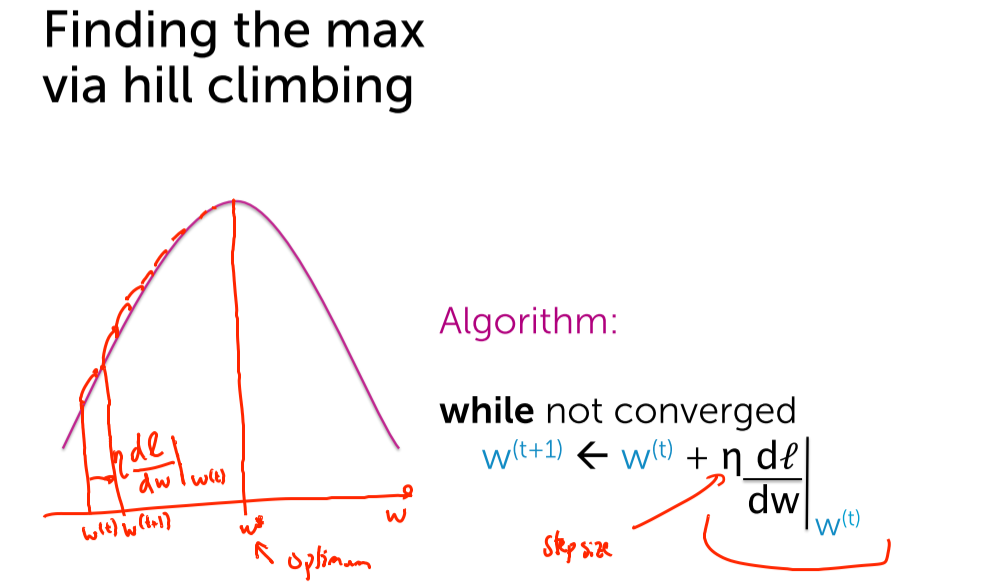 Finding the max
via hill climbing
Algorithm:
while not converged
w(t+1) ← w(t) + η dℓ
dw
w(t)
η dℓ
dw
w(t)
w(t) w(t+1)
w*
w
optimum
step size